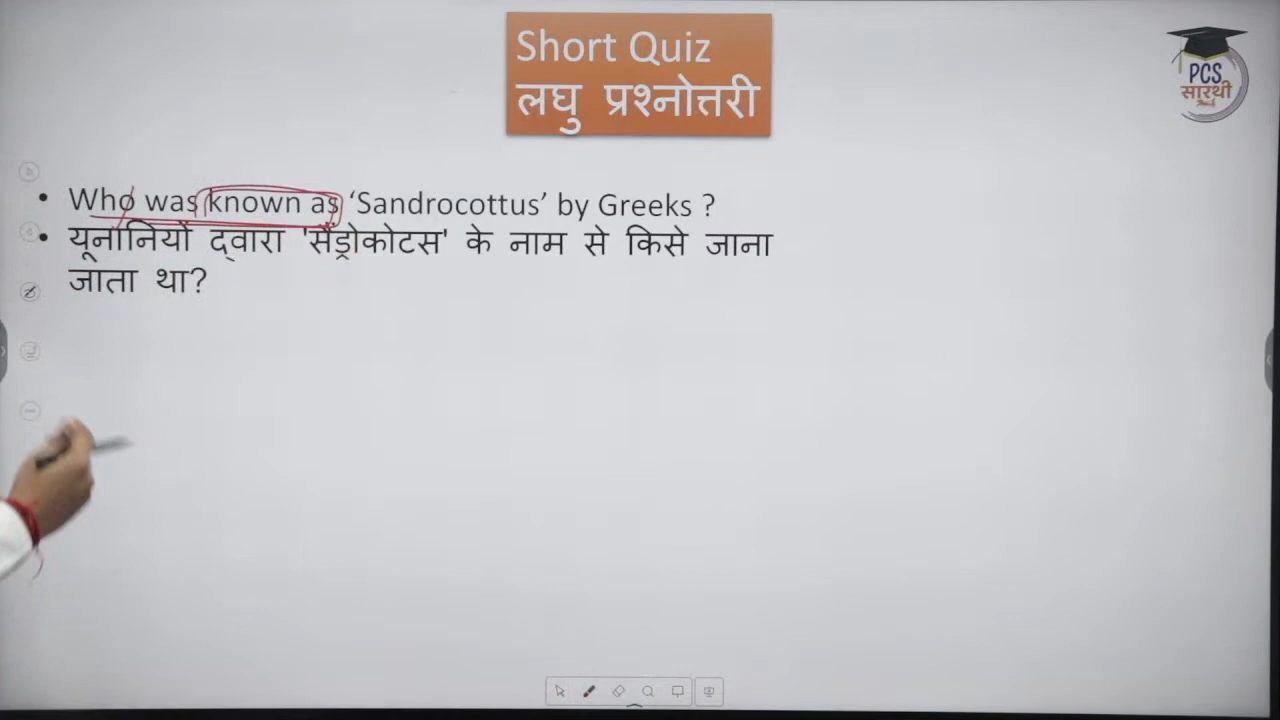 Short Quiz
लघु प्रश्नोत्तरी
PCS
सारथी
• Who was known as ‘Sandrocottus’ by Greeks ?
• यूनानियों द्वारा 'सैंड्रोकोटस' के नाम से किसे जाना
जाता था?